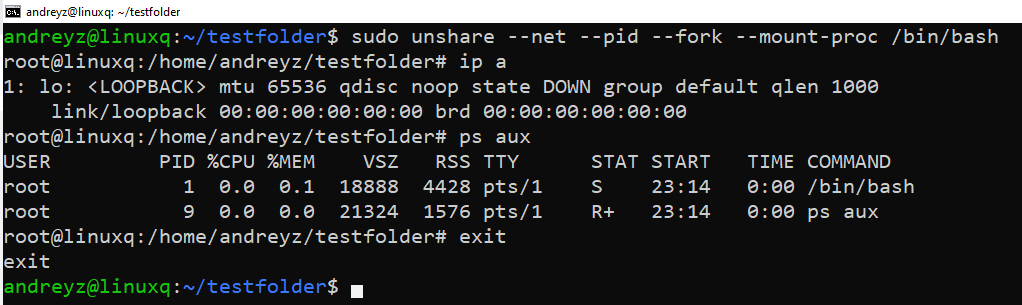 andreyz@linuxq: ~/testfolder
andreyz@linuxq:~/testfolder$ sudo unshare --net --pid --fork --mount-proc /bin/bash
root@linuxq:/home/andreyz/testfolder# ip a
1: lo: <LOOPBACK> mtu 65536 qdisc noop state DOWN group default qlen 1000
    link/loopback 00:00:00:00:00:00 brd 00:00:00:00:00:00
root@linuxq:/home/andreyz/testfolder# ps aux
USER       PID %CPU %MEM    VSZ   RSS TTY      STAT START   TIME COMMAND
root         1  0.0  0.1  18888  4428 pts/1    S    23:14   0:00 /bin/bash
root         9  0.0  0.0  21324  1576 pts/1    R+   23:14   0:00 ps aux
root@linuxq:/home/andreyz/testfolder# exit
exit
andreyz@linuxq:~/testfolder$